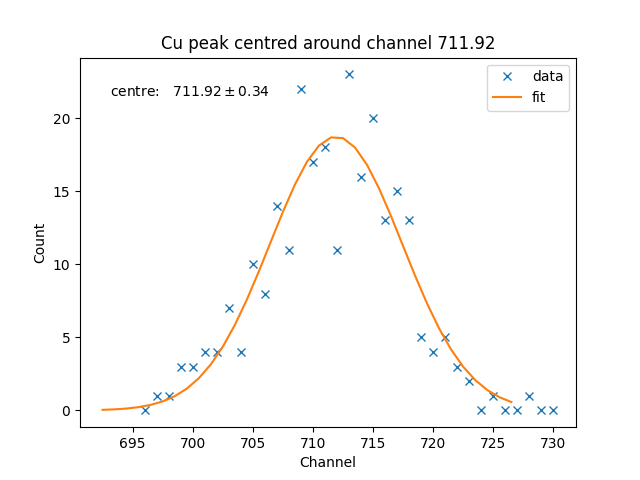 Cu peak centred around channel 711.92
centre: 711.92 ± 0.34
data
fit
Count
20
15
10
5
0
695 700 705 710 715 720 725 730
Channel